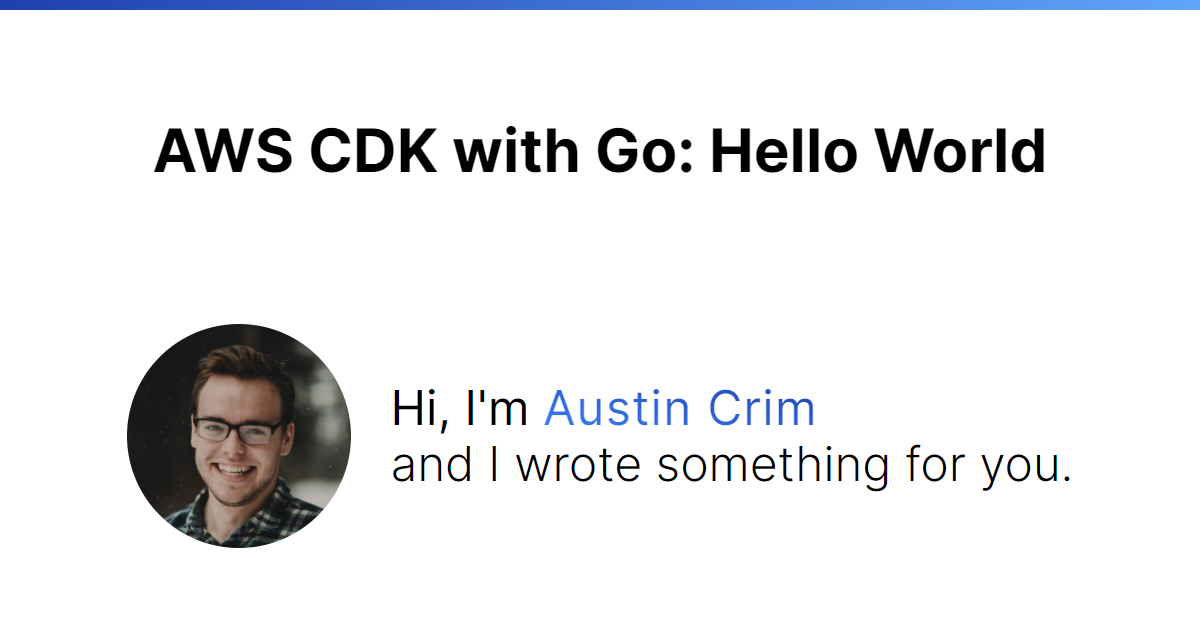 AWS CDK with Go: Hello World
Hi, I'm Austin Crim
and I wrote something for you.